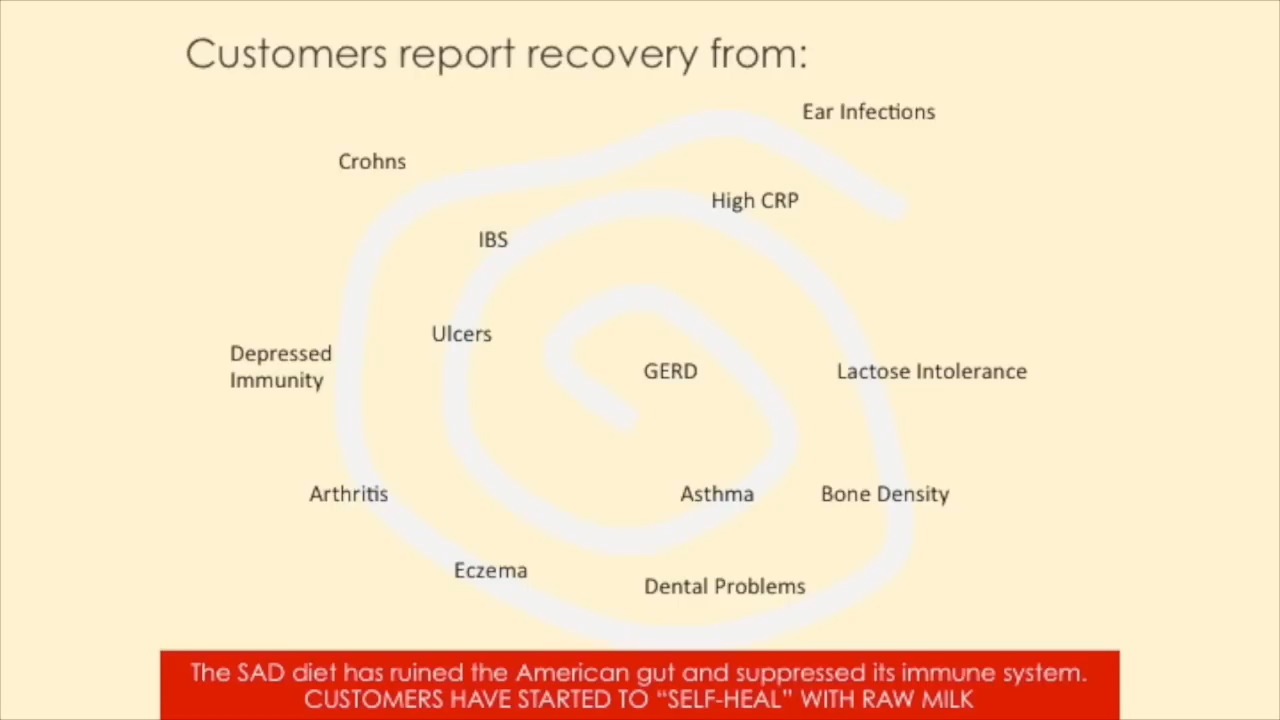 Customers report recovery from:
Ear Infections
Crohns
High CRP
IBS
Ulcers
Depressed
Immunity
GERD
Lactose Intolerance
Arthritis
Asthma
Bone Density
Eczema
Dental Problems
The SAD diet has ruined the American gut and suppressed its immune system.
CUSTOMERS HAVE STARTED TO “SELF-HEAL” WITH RAW MILK